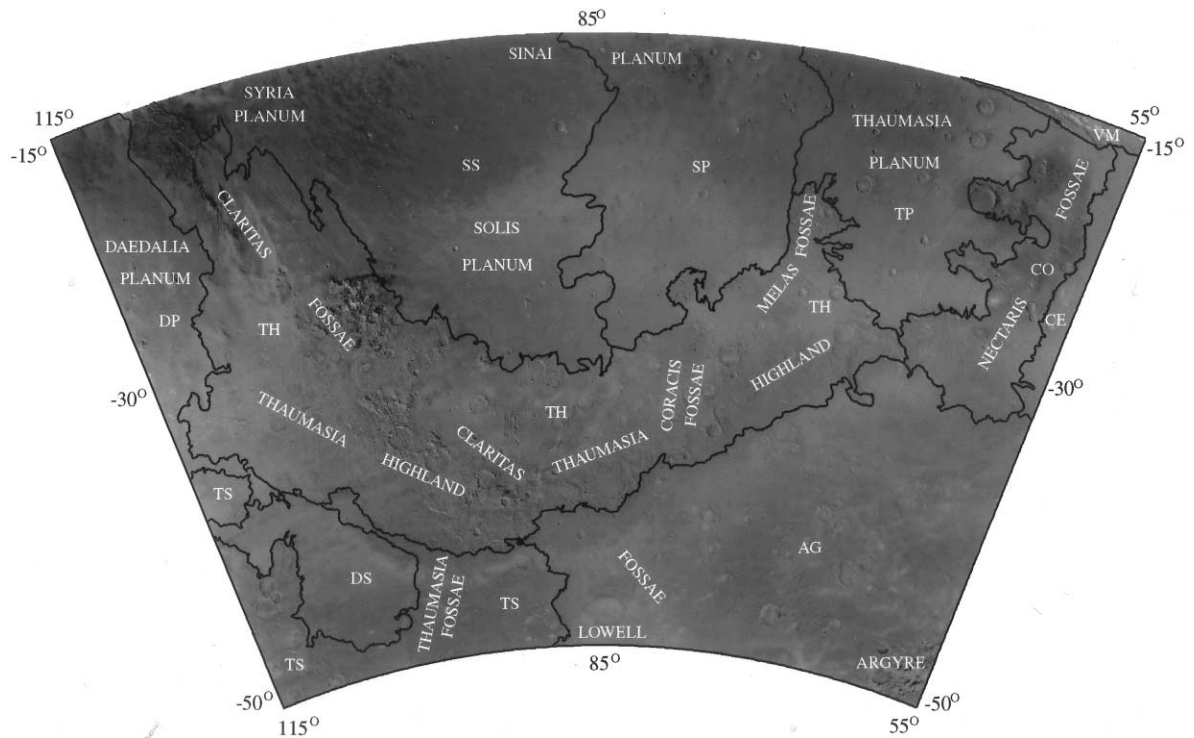 85°
SINAI
PLANUM
SYRIA
PLANUM
115°
-15°
THAUMASIA
PLANUM
55°
-15°
VM
SS
SP
CLARITAS
FOSSAE
SOLIS
PLANUM
TP
FOSSAE
MELAS
DAEDALIA
PLANUM
CO
DP
TH
FOSSAE
TH
CE
NECTARIS
HIGHLAND
-30°
-30°
CORACIS
FOSSAE
THAUMASIA
TH
HIGHLAND
CLARITAS
THAUMASIA
TS
DS
THAUMASIA
FOSSAE
TS
FOSSAE
AG
LOWELL
TS
ARGYRE
-50°
115°
85°
-50°
55°